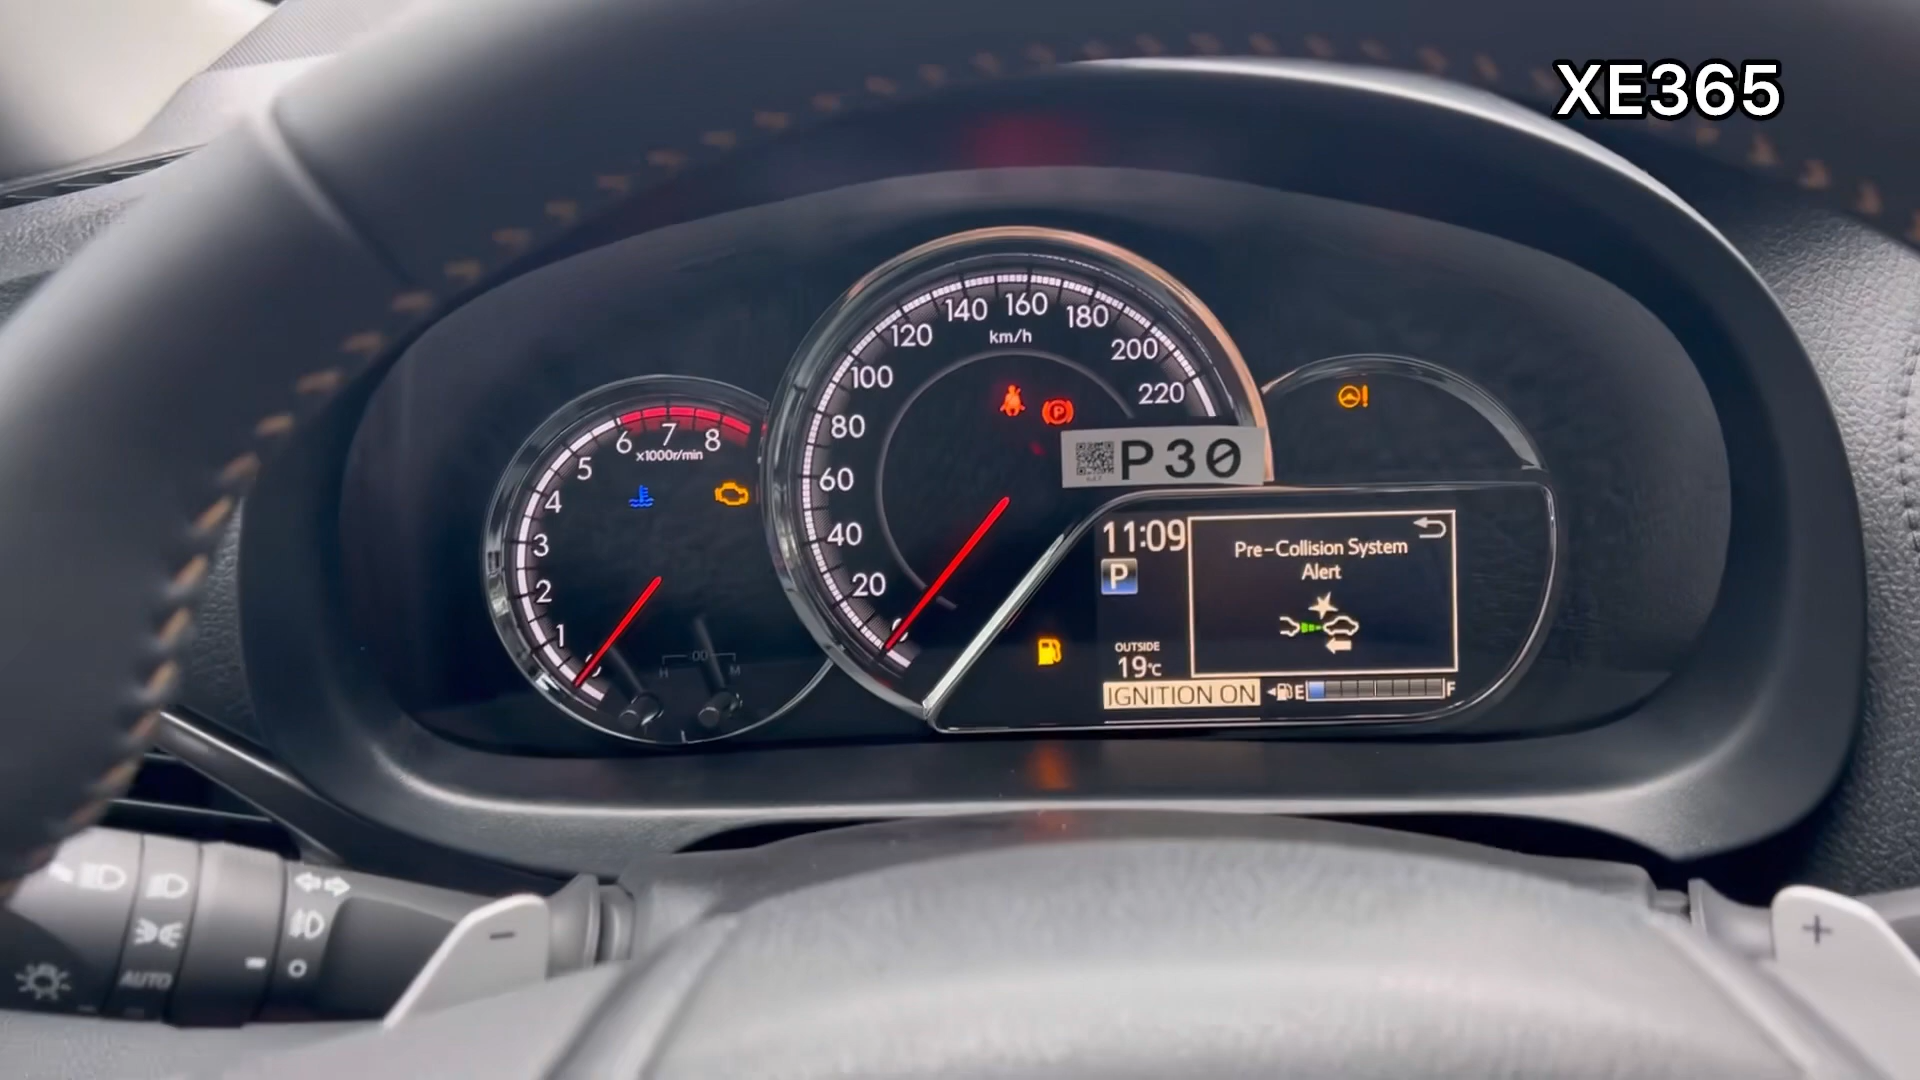 XE365
140 160 180
120 200
km/h
100 220
80
60
40
20
6 7 8
x1000r/min
5
4
3
2
1
H 00 M
P
P30
11:09
P
Pre-Collision System
Alert
OUTSIDE
19°C
IGNITION ON
E F
AUTO
-
+